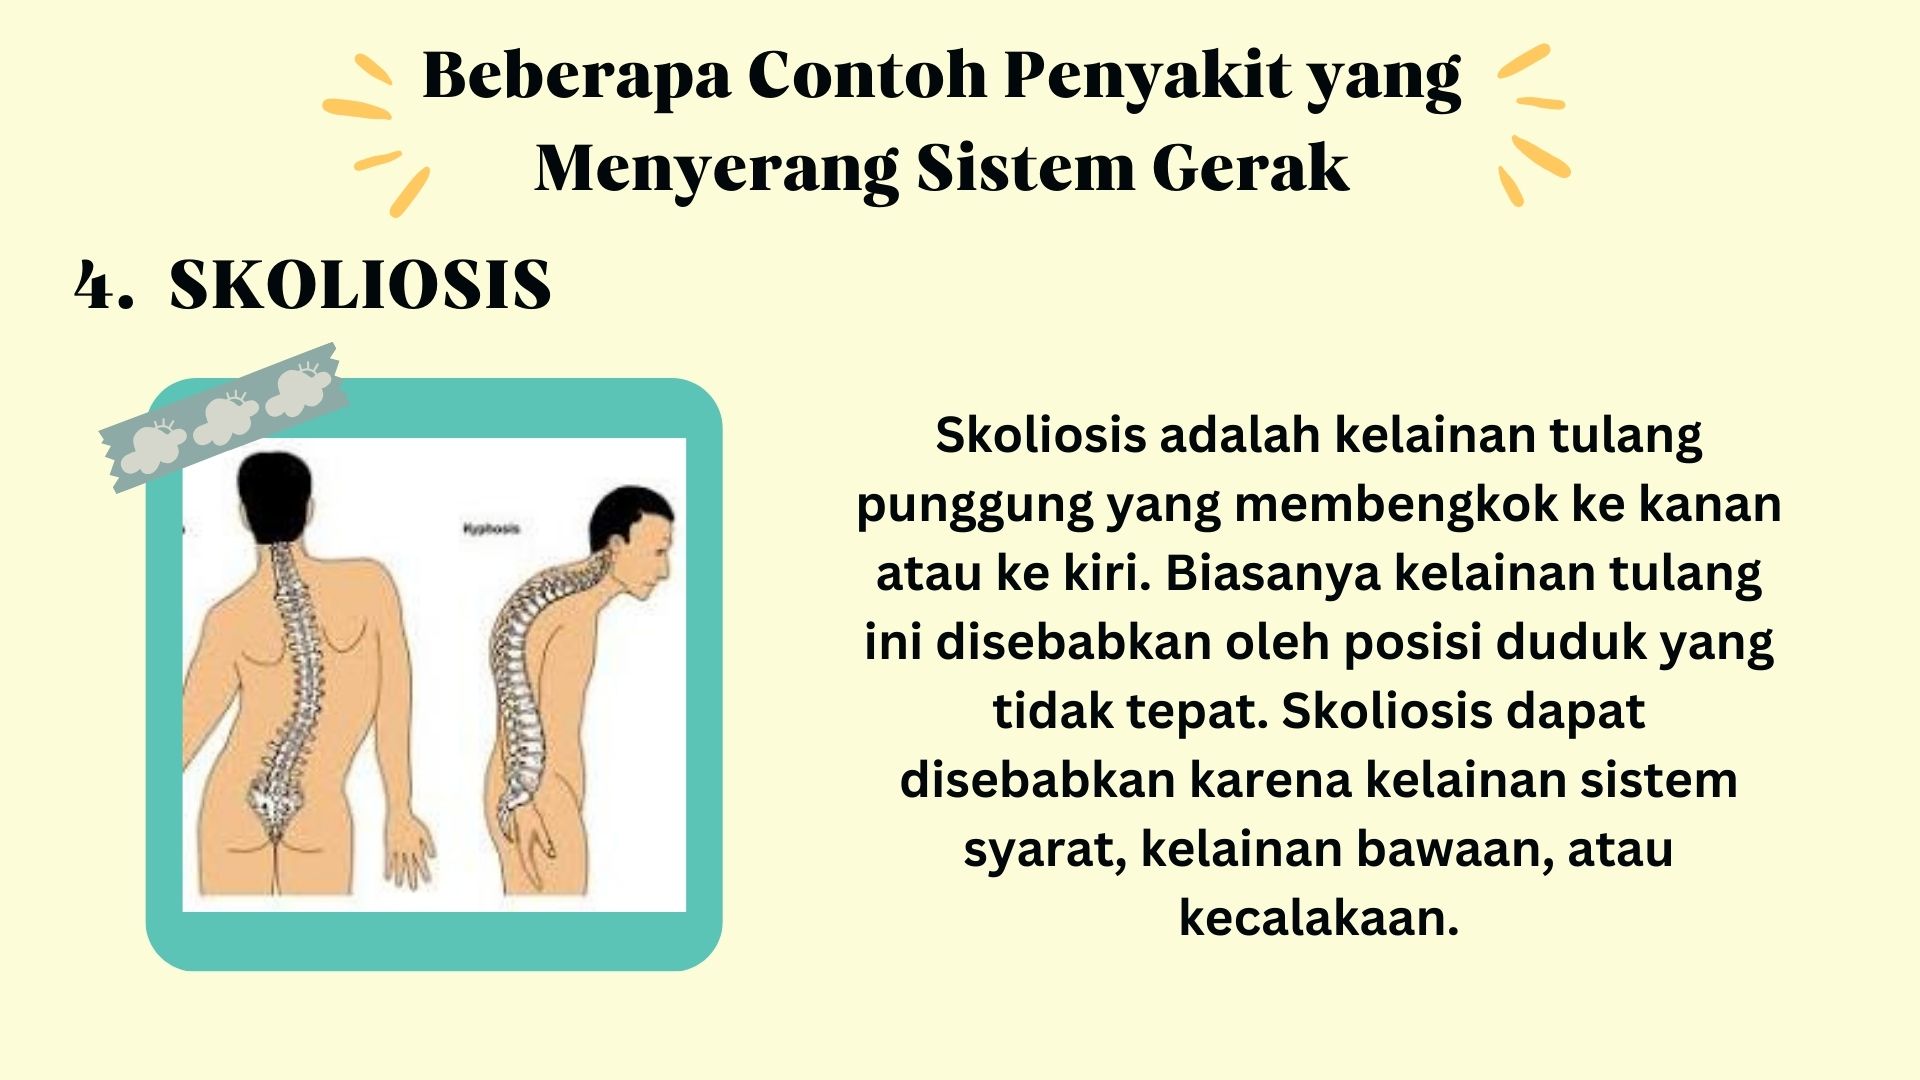 Beberapa Contoh Penyakit yang
Menyerang Sistem Gerak
4. SKOLIOSIS
Kyphosis
Skoliosis adalah kelainan tulang
punggung yang membengkok ke kanan
atau ke kiri. Biasanya kelainan tulang
ini disebabkan oleh posisi duduk yang
tidak tepat. Skoliosis dapat
disebabkan karena kelainan sistem
syarat, kelainan bawaan, atau
kecalakaan.